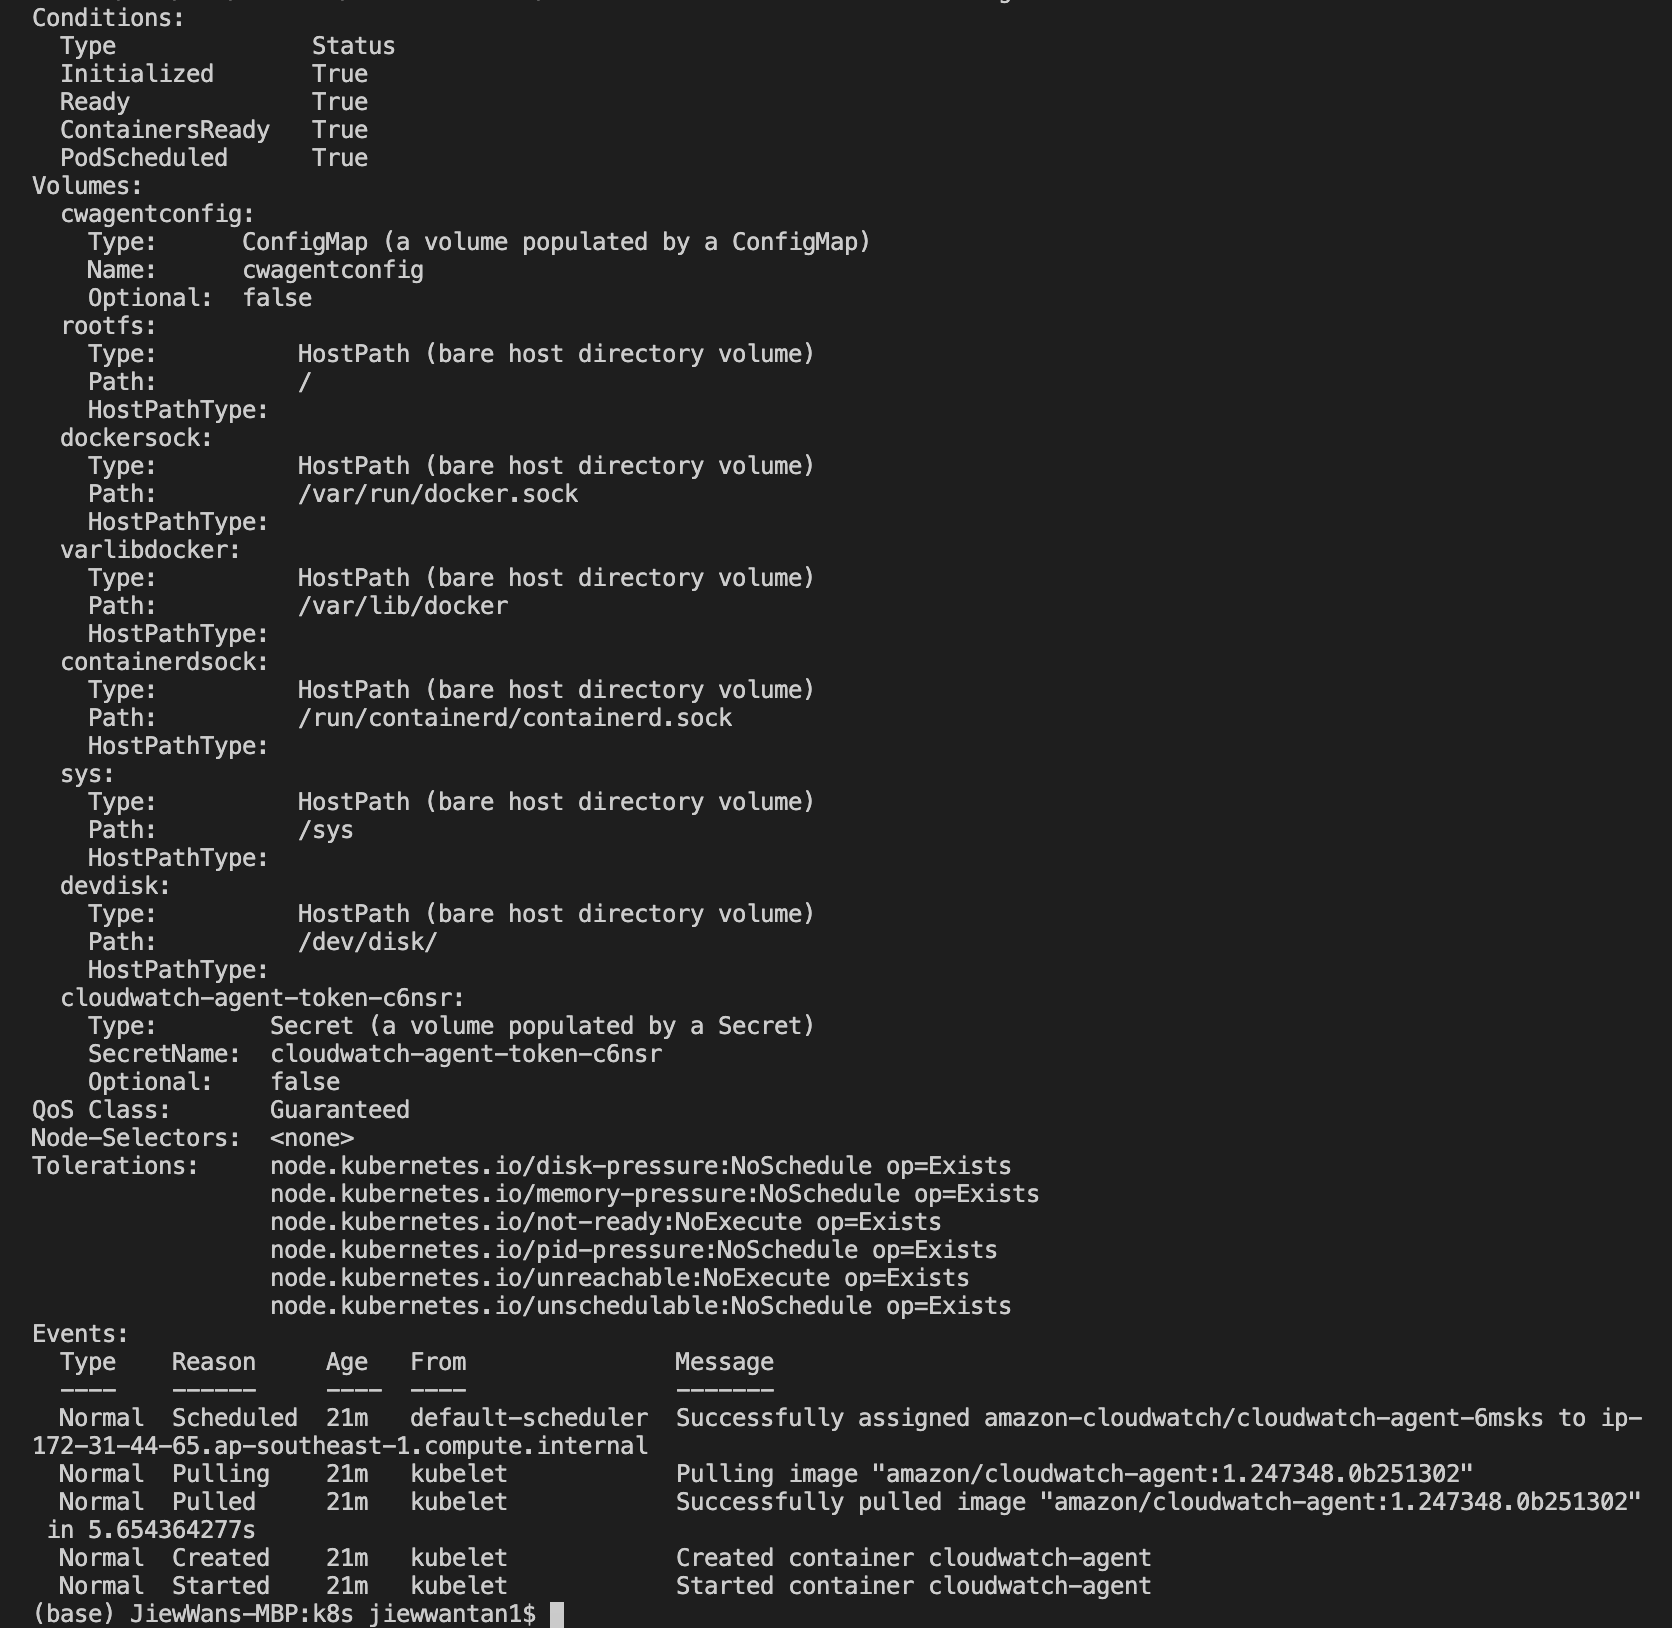 Conditions:
  Type              Status
  Initialized       True
  Ready             True
  ContainersReady   True
  PodScheduled      True
Volumes:
  cwagentconfig:
    Type:      ConfigMap (a volume populated by a ConfigMap)
    Name:      cwagentconfig
    Optional:  false
  rootfs:
    Type:          HostPath (bare host directory volume)
    Path:          /
    HostPathType:
  dockersock:
    Type:          HostPath (bare host directory volume)
    Path:          /var/run/docker.sock
    HostPathType:
  varlibdocker:
    Type:          HostPath (bare host directory volume)
    Path:          /var/lib/docker
    HostPathType:
  containerdsock:
    Type:          HostPath (bare host directory volume)
    Path:          /run/containerd/containerd.sock
    HostPathType:
  sys:
    Type:          HostPath (bare host directory volume)
    Path:          /sys
    HostPathType:
  devdisk:
    Type:          HostPath (bare host directory volume)
    Path:          /dev/disk/
    HostPathType:
  cloudwatch-agent-token-c6nsr:
    Type:        Secret (a volume populated by a Secret)
    SecretName:  cloudwatch-agent-token-c6nsr
    Optional:    false
QoS Class:       Guaranteed
Node-Selectors:  <none>
Tolerations:     node.kubernetes.io/disk-pressure:NoSchedule op=Exists
                 node.kubernetes.io/memory-pressure:NoSchedule op=Exists
                 node.kubernetes.io/not-ready:NoExecute op=Exists
                 node.kubernetes.io/pid-pressure:NoSchedule op=Exists
                 node.kubernetes.io/unreachable:NoExecute op=Exists
                 node.kubernetes.io/unschedulable:NoSchedule op=Exists
Events:
  Type    Reason     Age   From               Message
  ----    ------     ----  ----               -------
  Normal  Scheduled  21m   default-scheduler  Successfully assigned amazon-cloudwatch/cloudwatch-agent-6msks to ip-
172-31-44-65.ap-southeast-1.compute.internal
  Normal  Pulling    21m   kubelet            Pulling image "amazon/cloudwatch-agent:1.247348.0b251302"
  Normal  Pulled     21m   kubelet            Successfully pulled image "amazon/cloudwatch-agent:1.247348.0b251302"
 in 5.654364277s
  Normal  Created    21m   kubelet            Created container cloudwatch-agent
  Normal  Started    21m   kubelet            Started container cloudwatch-agent
(base) JiewWans-MBP:k8s jiewwantan1$